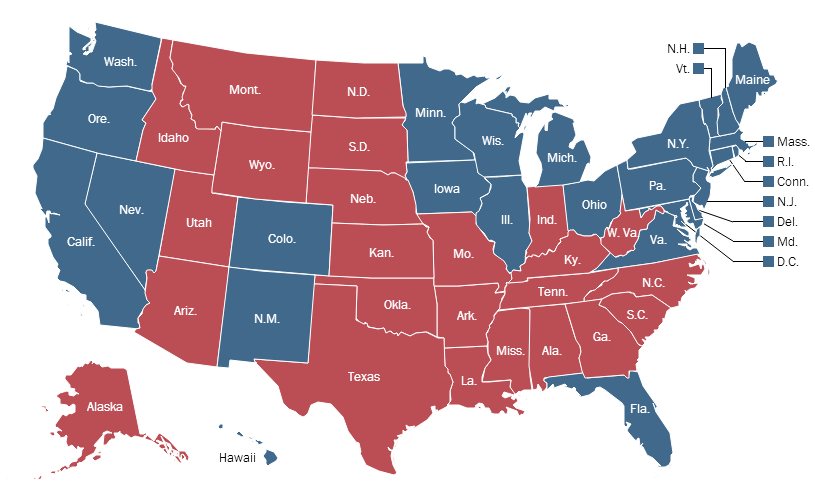 N.H.
Vt.
Wash.
Mont.
N.D.
Minn.
Maine
Ore.
Idaho
S.D.
Wis.
Mich.
N.Y.
Mass.
R.I.
Wyo.
Iowa
Pa.
Conn.
Nev.
Utah
Neb.
Ill.
Ind.
Ohio
N.J.
Calif.
Colo.
Kan.
Mo.
Ky.
W. Va.
Va.
Del.
Md.
D.C.
Ariz.
N.M.
Okla.
Ark.
Tenn.
N.C.
S.C.
Texas
La.
Miss.
Ala.
Ga.
Fla.
Alaska
Hawaii